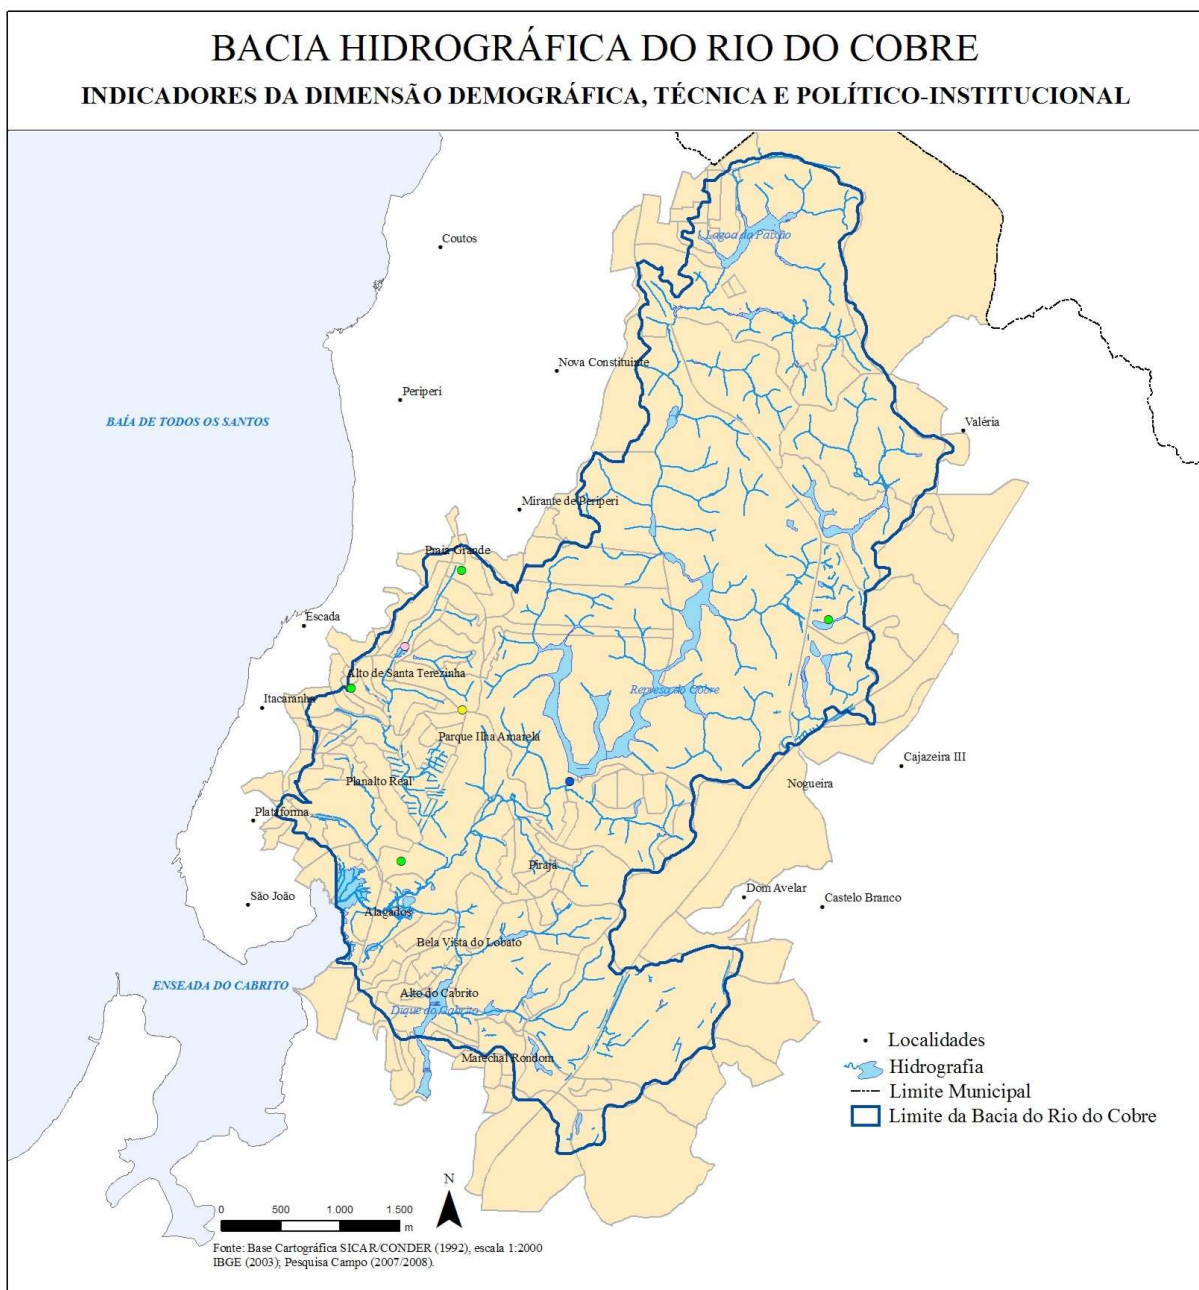 BACIA HIDROGRÁFICA DO RIO DO COBRE
INDICADORES DA DIMENSÃO DEMOGRÁFICA, TÉCNICA E POLÍTICO-INSTITUCIONAL
Lagoa da Paixão
Coutos
Nova Constituinte
Periperi
BAÍA DE TODOS OS SANTOS
Valéria
Mirante de Periperi
Praia Grande
Escada
Alto de Santa Terezinha
Represa do Cobre
Itacaranha
Parque Ilha Amarela
Cajazeira III
Planalto Real
Nogueira
Plataforma
Pirajá
Dom Avelar
São João
Castelo Branco
Alagados
Bela Vista do Lobato
ENSEADA DO CABRITO
Alto do Cabrito
Dique do Cabrito
Marechal Rondom
Localidades
Hidrografia
Limite Municipal
Limite da Bacia do Rio do Cobre
N
0 500 1.000 1.500
m
Fonte: Base Cartográfica SICAR/CONDER (1992), escala 1:2000
IBGE (2003); Pesquisa Campo (2007/2008).